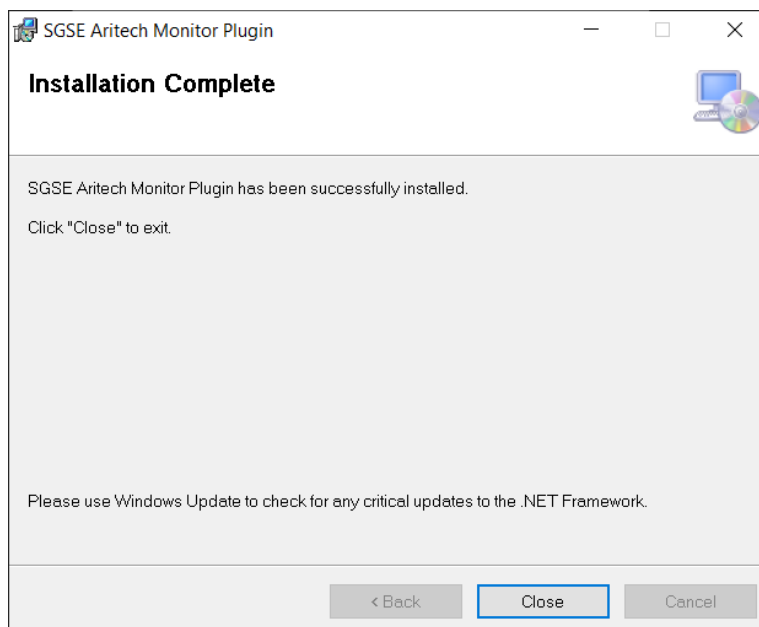 SGSE Aritech Monitor Plugin
Installation Complete
SGSE Aritech Monitor Plugin has been successfully installed.
Click "Close" to exit.
Please use Windows Update to check for any critical updates to the .NET Framework.
< Back
Close
Cancel